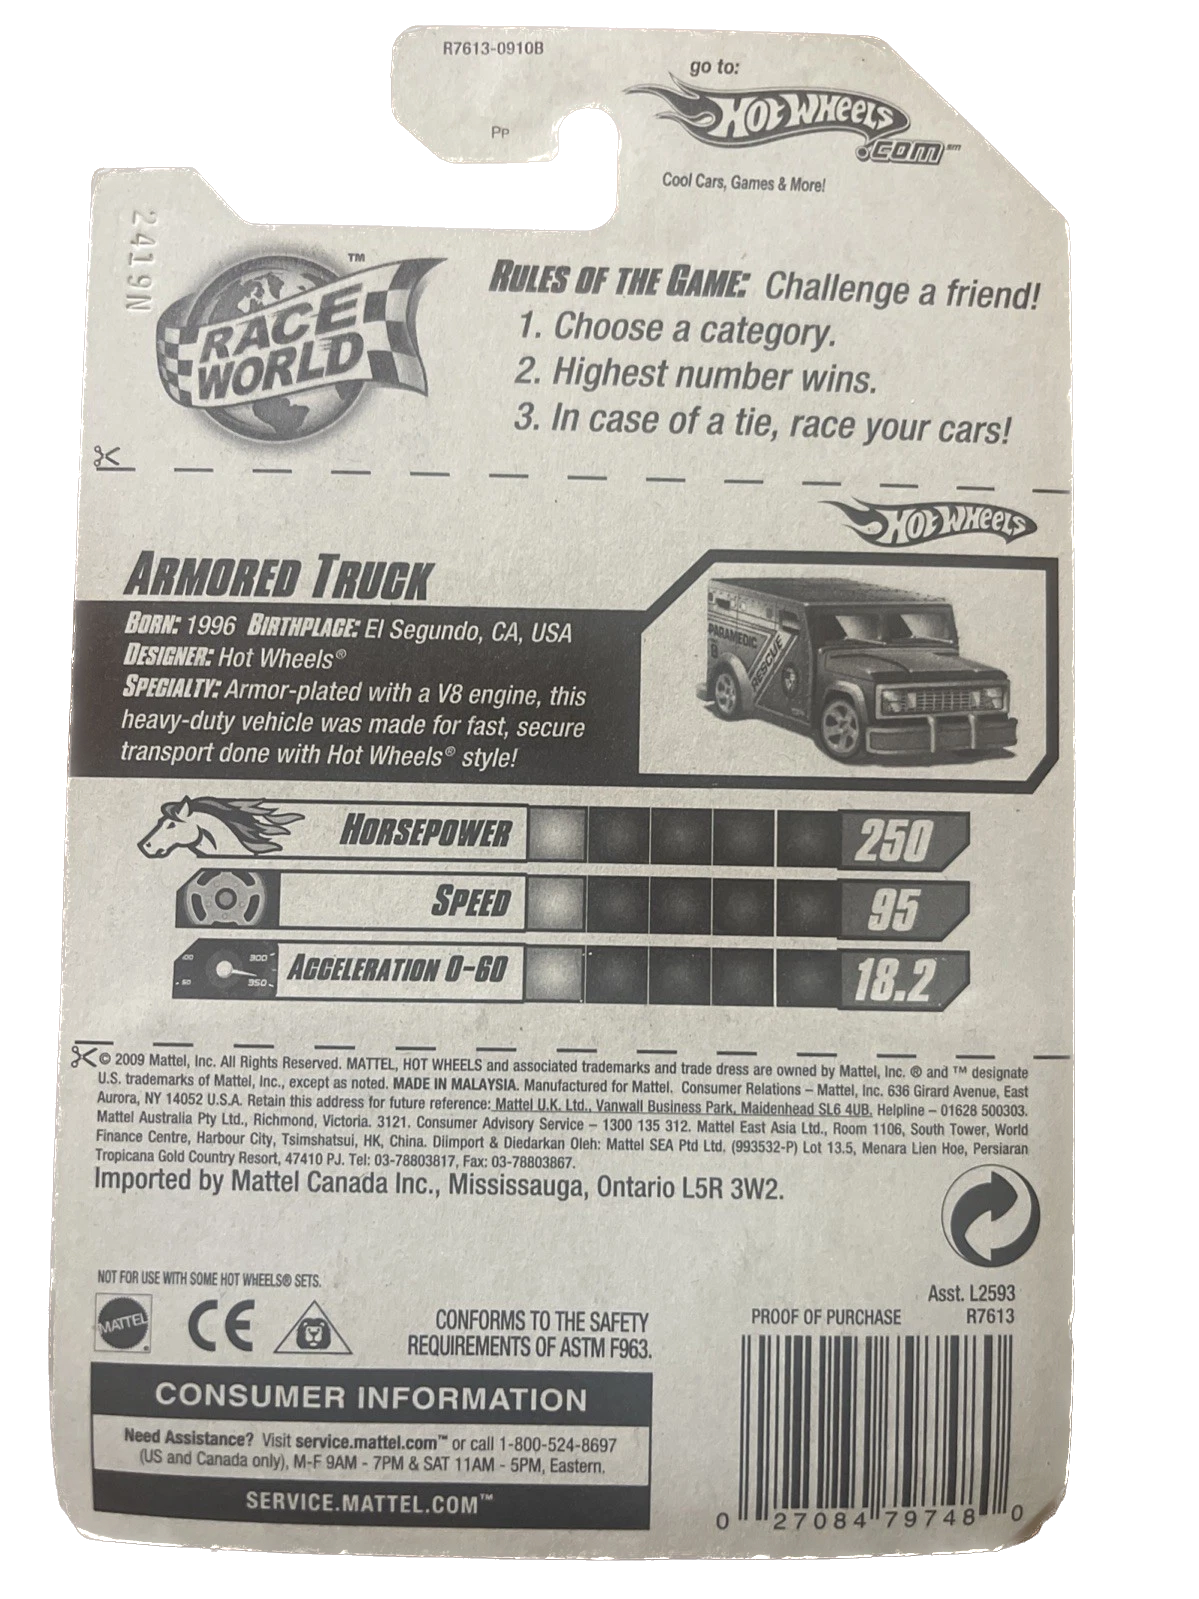 R7613-0910B
Pp
go to:
HOT WHEELS
.COM℠
Cool Cars, Games & More!
2419N
RACE ™
WORLD
RULES OF THE GAME: Challenge a friend!
1. Choose a category.
2. Highest number wins.
3. In case of a tie, race your cars!
HOT WHEELS
ARMORED TRUCK
BORN: 1996 BIRTHPLACE: El Segundo, CA, USA
DESIGNER: Hot Wheels®
SPECIALTY: Armor-plated with a V8 engine, this
heavy-duty vehicle was made for fast, secure
transport done with Hot Wheels® style!
PARAMEDIC
RESCUE
HORSEPOWER 250
SPEED 95
300
350
ACCELERATION 0-60 18.2
© 2009 Mattel, Inc. All Rights Reserved. MATTEL, HOT WHEELS and associated trademarks and trade dress are owned by Mattel, Inc. ® and ™ designate
U.S. trademarks of Mattel, Inc., except as noted. MADE IN MALAYSIA. Manufactured for Mattel. Consumer Relations – Mattel, Inc. 636 Girard Avenue, East
Aurora, NY 14052 U.S.A. Retain this address for future reference: Mattel U.K. Ltd., Vanwall Business Park, Maidenhead SL6 4UB. Helpline – 01628 500303.
Mattel Australia Pty Ltd., Richmond, Victoria. 3121. Consumer Advisory Service – 1300 135 312. Mattel East Asia Ltd., Room 1106, South Tower, World
Finance Centre, Harbour City, Tsimshatsui, HK, China. Diimport & Diedarkan Oleh: Mattel SEA Ptd Ltd. (993532-P) Lot 13.5, Menara Lien Hoe, Persiaran
Tropicana Gold Country Resort, 47410 PJ. Tel: 03-78803817, Fax: 03-78803867.
Imported by Mattel Canada Inc., Mississauga, Ontario L5R 3W2.
NOT FOR USE WITH SOME HOT WHEELS® SETS.
MATTEL®
CE
CONFORMS TO THE SAFETY
REQUIREMENTS OF ASTM F963.
Asst. L2593
PROOF OF PURCHASE R7613
CONSUMER INFORMATION
Need Assistance? Visit service.mattel.com™ or call 1-800-524-8697
(US and Canada only), M-F 9AM - 7PM & SAT 11AM - 5PM, Eastern.
SERVICE.MATTEL.COM™
0 27084 79748 0